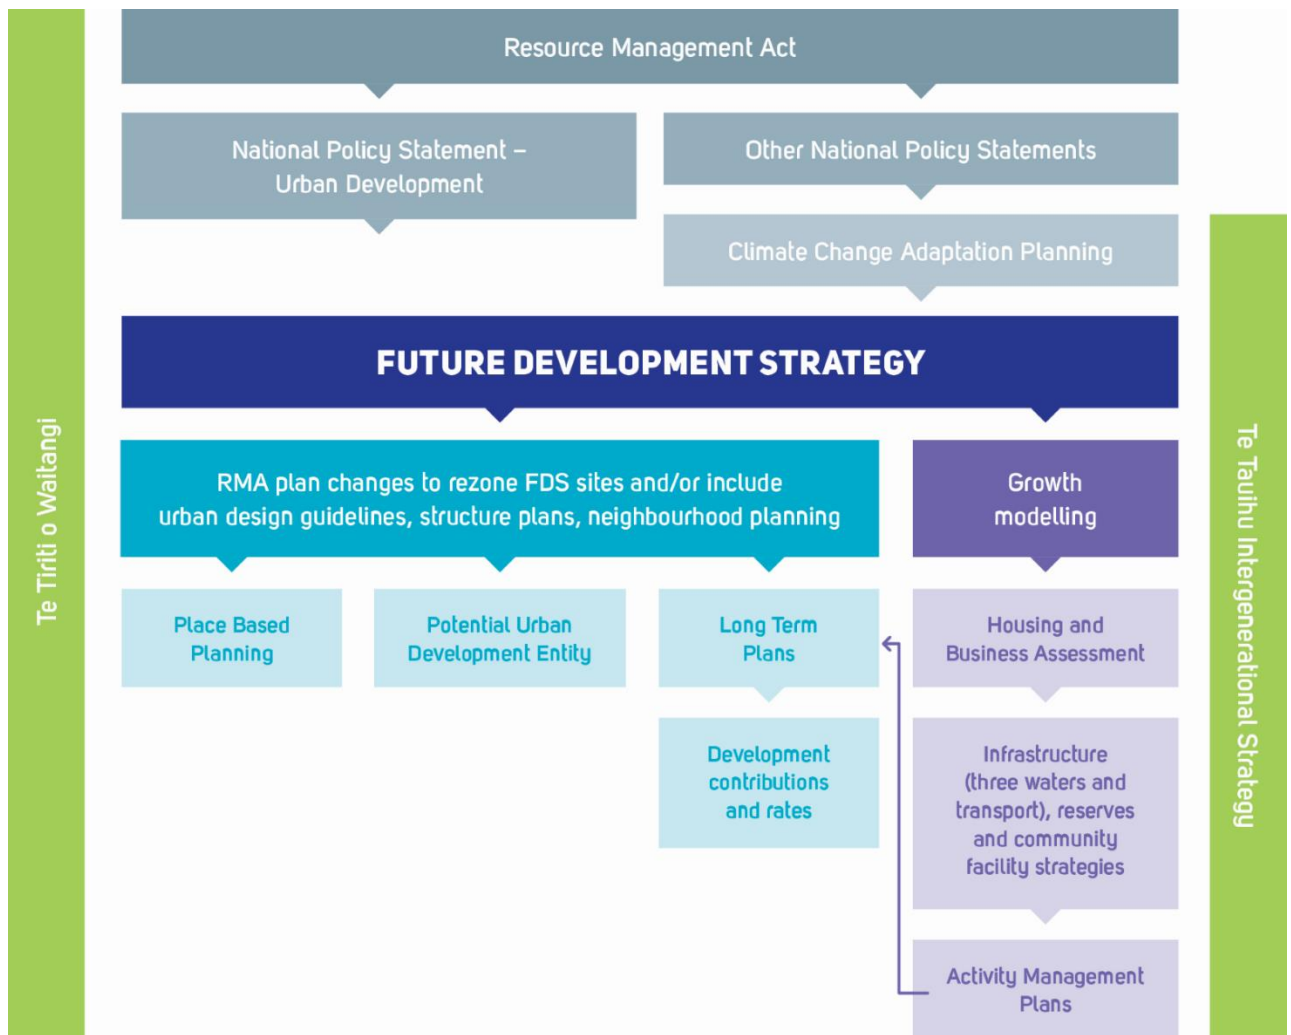 Resource Management Act
National Policy Statement –
Urban Development
Other National Policy Statements
Climate Change Adaptation Planning
FUTURE DEVELOPMENT STRATEGY
RMA plan changes to rezone FDS sites and/or include
urban design guidelines, structure plans, neighbourhood planning
Growth
modelling
Place Based
Planning
Potential Urban
Development Entity
Long Term
Plans
Housing and
Business Assessment
Development
contributions
and rates
Infrastructure
(three waters and
transport), reserves
and community
facility strategies
Activity Management
Plans
Te Tiriti o Waitangi
Te Tauihu Intergenerational Strategy